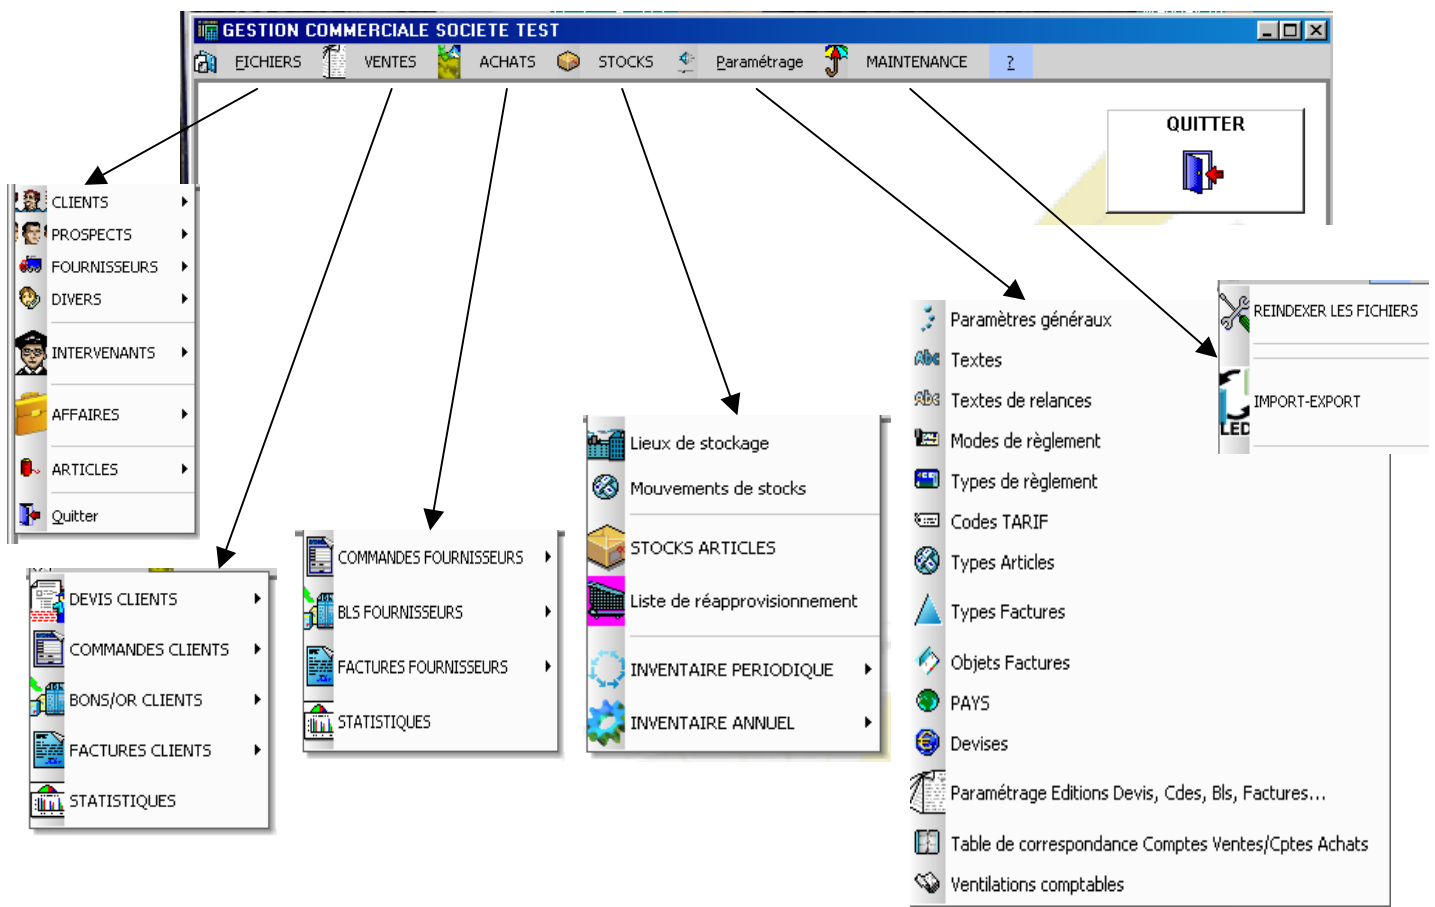 GESTION COMMERCIALE SOCIETE TEST
FICHIERS VENTES ACHATS STOCKS Paramétrage MAINTENANCE ?
QUITTER
CLIENTS
PROSPECTS
FOURNISSEURS
DIVERS
INTERVENANTS
AFFAIRES
ARTICLES
Quitter
DEVIS CLIENTS
COMMANDES CLIENTS
BONS/OR CLIENTS
FACTURES CLIENTS
STATISTIQUES
COMMANDES FOURNISSEURS
BLS FOURNISSEURS
FACTURES FOURNISSEURS
STATISTIQUES
Lieux de stockage
Mouvements de stocks
STOCKS ARTICLES
Liste de réapprovisionnement
INVENTAIRE PERIODIQUE
INVENTAIRE ANNUEL
Paramètres généraux
Abc Textes
Abc Textes de relances
Modes de règlement
Types de règlement
Codes TARIF
Types Articles
Types Factures
Objets Factures
PAYS
Devises
Paramétrage Editions Devis, Cdes, Bls, Factures...
Table de correspondance Comptes Ventes/Cptes Achats
Ventilations comptables
REINDEXER LES FICHIERS
IMPORT-EXPORT
LED